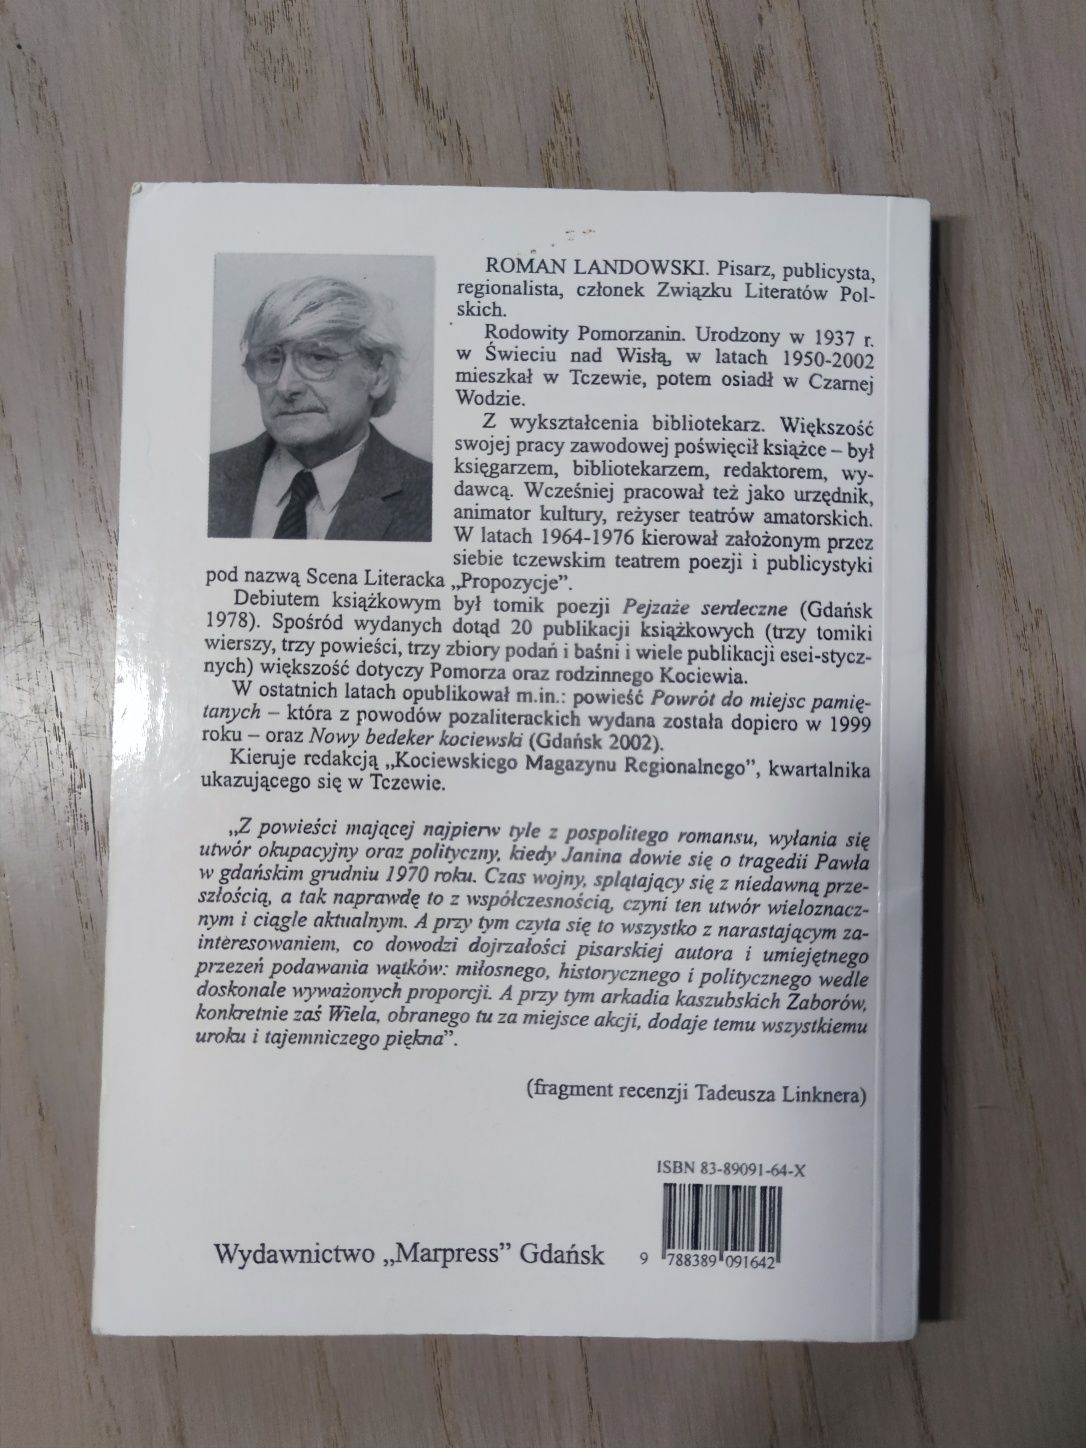 ROMAN LANDOWSKI. Pisarz, publicysta,
regionalista, członek Związku Literatów Pol-
skich.
Rodowity Pomorzanin. Urodzony w 1937 r.
w Świeciu nad Wisłą, w latach 1950-2002
mieszkał w Tczewie, potem osiadł w Czarnej
Wodzie.
Z wykształcenia bibliotekarz. Większość
swojej pracy zawodowej poświęcił książce – był
księgarzem, bibliotekarzem, redaktorem, wy-
dawcą. Wcześniej pracował też jako urzędnik,
animator kultury, reżyser teatrów amatorskich.
W latach 1964-1976 kierował założonym przez
siebie tczewskim teatrem poezji i publicystyki
pod nazwą Scena Literacka „Propozycje”.
Debiutem książkowym był tomik poezji Pejzaże serdeczne (Gdańsk
1978). Spośród wydanych dotąd 20 publikacji książkowych (trzy tomiki
wierszy, trzy powieści, trzy zbiory podań i baśni i wiele publikacji esei-stycz-
nych) większość dotyczy Pomorza oraz rodzinnego Kociewia.
W ostatnich latach opublikował m.in.: powieść Powrót do miejsc pamię-
tanych – która z powodów pozaliterackich wydana została dopiero w 1999
roku – oraz Nowy bedeker kociewski (Gdańsk 2002).
Kieruje redakcją „Kociewskiego Magazynu Regionalnego”, kwartalnika
ukazującego się w Tczewie.
„Z powieści mającej najpierw tyle z pospolitego romansu, wyłania się
utwór okupacyjny oraz polityczny, kiedy Janina dowie się o tragedii Pawła
w gdańskim grudniu 1970 roku. Czas wojny, splątający się z niedawną prze-
szłością, a tak naprawdę to z współczesnością, czyni ten utwór wieloznacz-
nym i ciągle aktualnym. A przy tym czyta się to wszystko z narastającym za-
interesowaniem, co dowodzi dojrzałości pisarskiej autora i umiejętnego
przezeń podawania wątków: miłosnego, historycznego i politycznego wedle
doskonale wyważonych proporcji. A przy tym arkadia kaszubskich Zaborów,
konkretnie zaś Wiela, obranego tu za miejsce akcji, dodaje temu wszystkiemu
uroku i tajemniczego piękna”.
(fragment recenzji Tadeusza Linknera)
ISBN 83-89091-64-X
Wydawnictwo „Marpress” Gdańsk
9 788389 091642